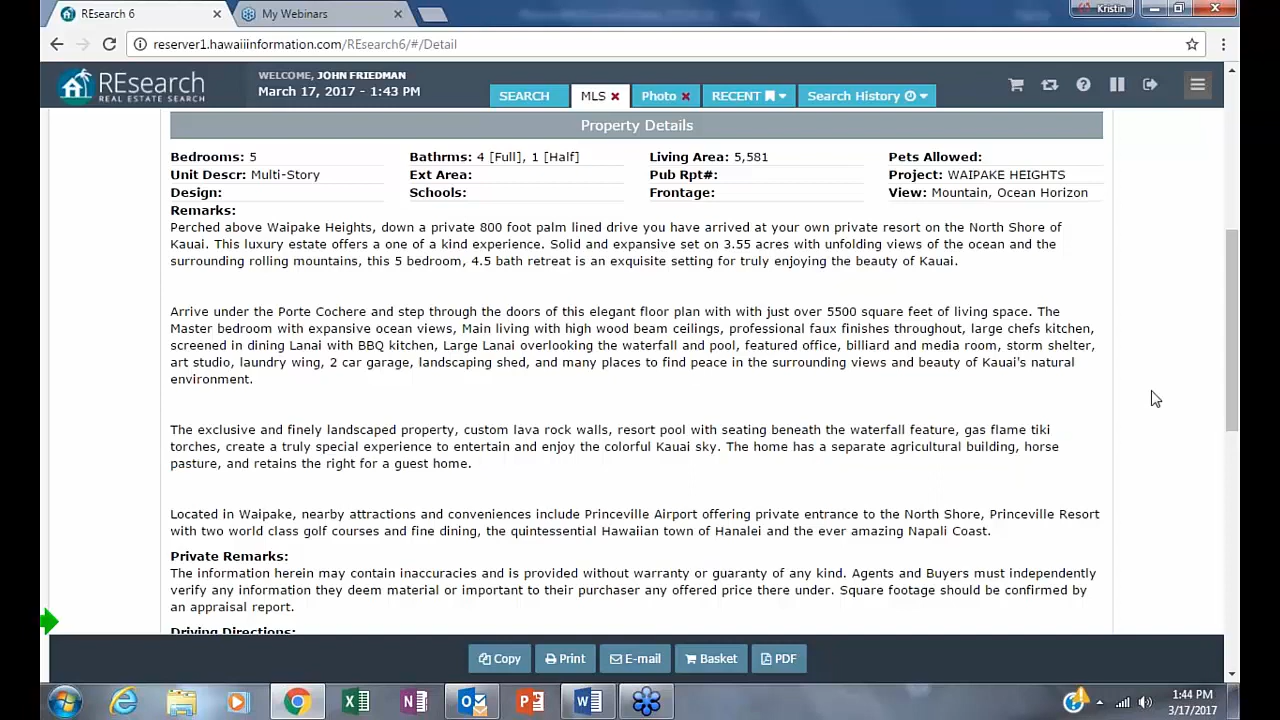 REsearch 6
My Webinars
Kristin
reserver1.hawaiiinformation.com/REsearch6/#/Detail
REsearch
REAL ESTATE SEARCH
WELCOME, JOHN FRIEDMAN
March 17, 2017 - 1:43 PM
SEARCH
MLS
Photo
RECENT
Search History
Property Details
Bedrooms: 5 Bathrms: 4 [Full], 1 [Half] Living Area: 5,581 Pets Allowed:
Unit Descr: Multi-Story Ext Area: Pub Rpt#: Project: WAIPAKE HEIGHTS
Design: Schools: Frontage: View: Mountain, Ocean Horizon
Remarks:
Perched above Waipake Heights, down a private 800 foot palm lined drive you have arrived at your own private resort on the North Shore of
Kauai. This luxury estate offers a one of a kind experience. Solid and expansive set on 3.55 acres with unfolding views of the ocean and the
surrounding rolling mountains, this 5 bedroom, 4.5 bath retreat is an exquisite setting for truly enjoying the beauty of Kauai.
Arrive under the Porte Cochere and step through the doors of this elegant floor plan with with just over 5500 square feet of living space. The
Master bedroom with expansive ocean views, Main living with high wood beam ceilings, professional faux finishes throughout, large chefs kitchen,
screened in dining Lanai with BBQ kitchen, Large Lanai overlooking the waterfall and pool, featured office, billiard and media room, storm shelter,
art studio, laundry wing, 2 car garage, landscaping shed, and many places to find peace in the surrounding views and beauty of Kauai's natural
environment.
The exclusive and finely landscaped property, custom lava rock walls, resort pool with seating beneath the waterfall feature, gas flame tiki
torches, create a truly special experience to entertain and enjoy the colorful Kauai sky. The home has a separate agricultural building, horse
pasture, and retains the right for a guest home.
Located in Waipake, nearby attractions and conveniences include Princeville Airport offering private entrance to the North Shore, Princeville Resort
with two world class golf courses and fine dining, the quintessential Hawaiian town of Hanalei and the ever amazing Napali Coast.
Private Remarks:
The information herein may contain inaccuracies and is provided without warranty or guaranty of any kind. Agents and Buyers must independently
verify any information they deem material or important to their purchaser any offered price there under. Square footage should be confirmed by
an appraisal report.
Driving Directions:
Copy
Print
E-mail
Basket
PDF
1:44 PM
3/17/2017